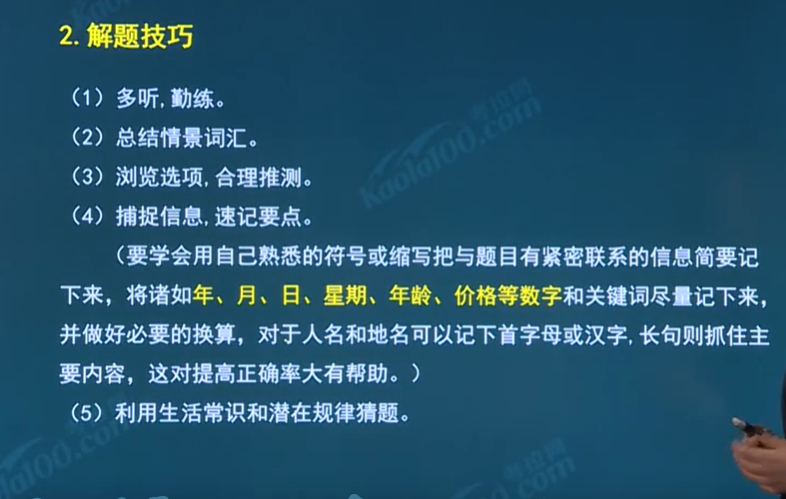 2.解题技巧
（1）多听,勤练。
（2）总结情景词汇。
（3）浏览选项,合理推测。
（4）捕捉信息,速记要点。
（要学会用自己熟悉的符号或缩写把与题目有紧密联系的信息简要记
下来，将诸如年、月、日、星期、年龄、价格等数字和关键词尽量记下来，
并做好必要的换算，对于人名和地名可以记下首字母或汉字,长句则抓住主
要内容，这对提高正确率大有帮助。）
（5）利用生活常识和潜在规律猜题。
考拉网
Kaola100.com